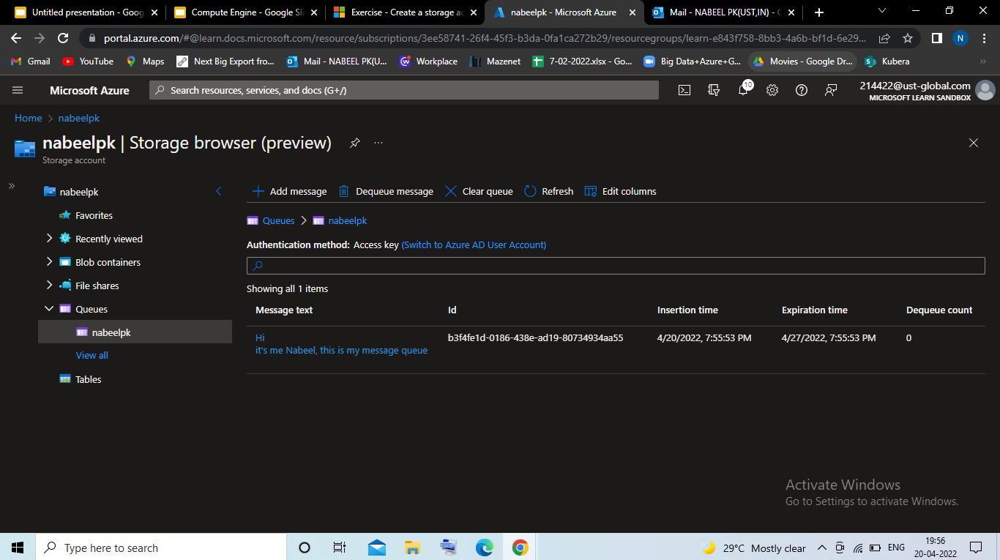 Untitled presentation - Goog
Compute Engine - Google Sli
Exercise - Create a storage ac
nabeelpk - Microsoft Azure
Mail - NABEEL PK(UST,IN) - O
portal.azure.com/#@learn.docs.microsoft.com/resource/subscriptions/3ee58741-26f4-45f3-b3da-0fa1ca272b29/resourcegroups/learn-e843f758-8bb3-4a6b-bf1d-6e29...
N
Gmail
YouTube
Maps
Next Big Export fro...
Mail - NABEEL PK(U...
Workplace
Mazenet
7-02-2022.xlsx - Go...
Big Data+Azure+G...
Movies - Google Dr...
Kubera
»
Microsoft Azure
Search resources, services, and docs (G+/)
10
214422@ust-global.com
MICROSOFT LEARN SANDBOX
Home > nabeelpk
nabeelpk | Storage browser (preview)
...
Storage account
»
nabeelpk
Favorites
Recently viewed
Blob containers
File shares
Queues
nabeelpk
View all
Tables
Add message
Dequeue message
Clear queue
Refresh
Edit columns
Queues > nabeelpk
Authentication method: Access key (Switch to Azure AD User Account)
Showing all 1 items
Message text Id Insertion time Expiration time Dequeue count
Hi
it's me Nabeel, this is my message queue
b3f4fe1d-0186-438e-ad19-80734934aa55
4/20/2022, 7:55:53 PM
4/27/2022, 7:55:53 PM
0
Activate Windows
Go to Settings to activate Windows.
Type here to search
29°C Mostly clear
ENG
19:56
20-04-2022